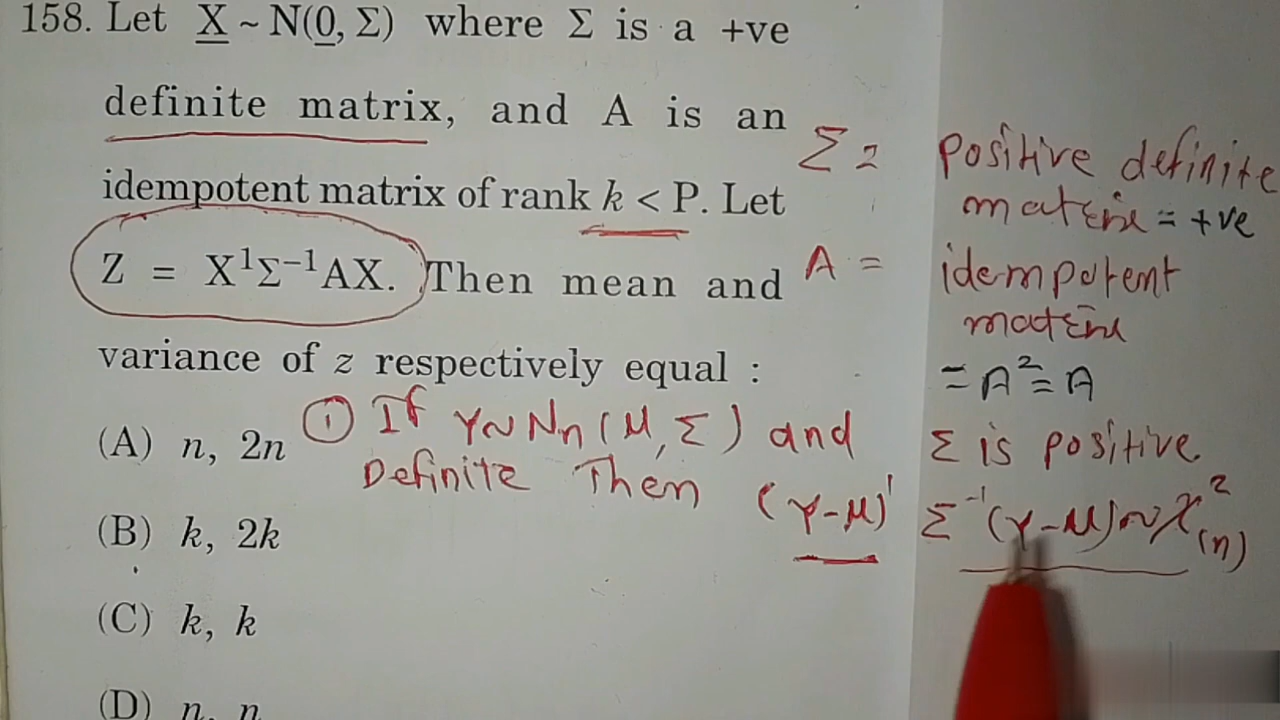 158. Let X ~ N(0, Σ) where Σ is a +ve
definite matrix, and A is an
idempotent matrix of rank k < P. Let
Z = X¹Σ⁻¹AX. Then mean and
variance of z respectively equal :
(A) n, 2n
(B) k, 2k
(C) k, k
(D) n, n
Σ = positive definite
matrix = +ve
A = idempotent
matrix
= A² = A
① If Y~Nn(μ, Σ) and Σ is positive
Definite Then (Y-μ)' Σ⁻¹(Y-μ)~χ²(n)